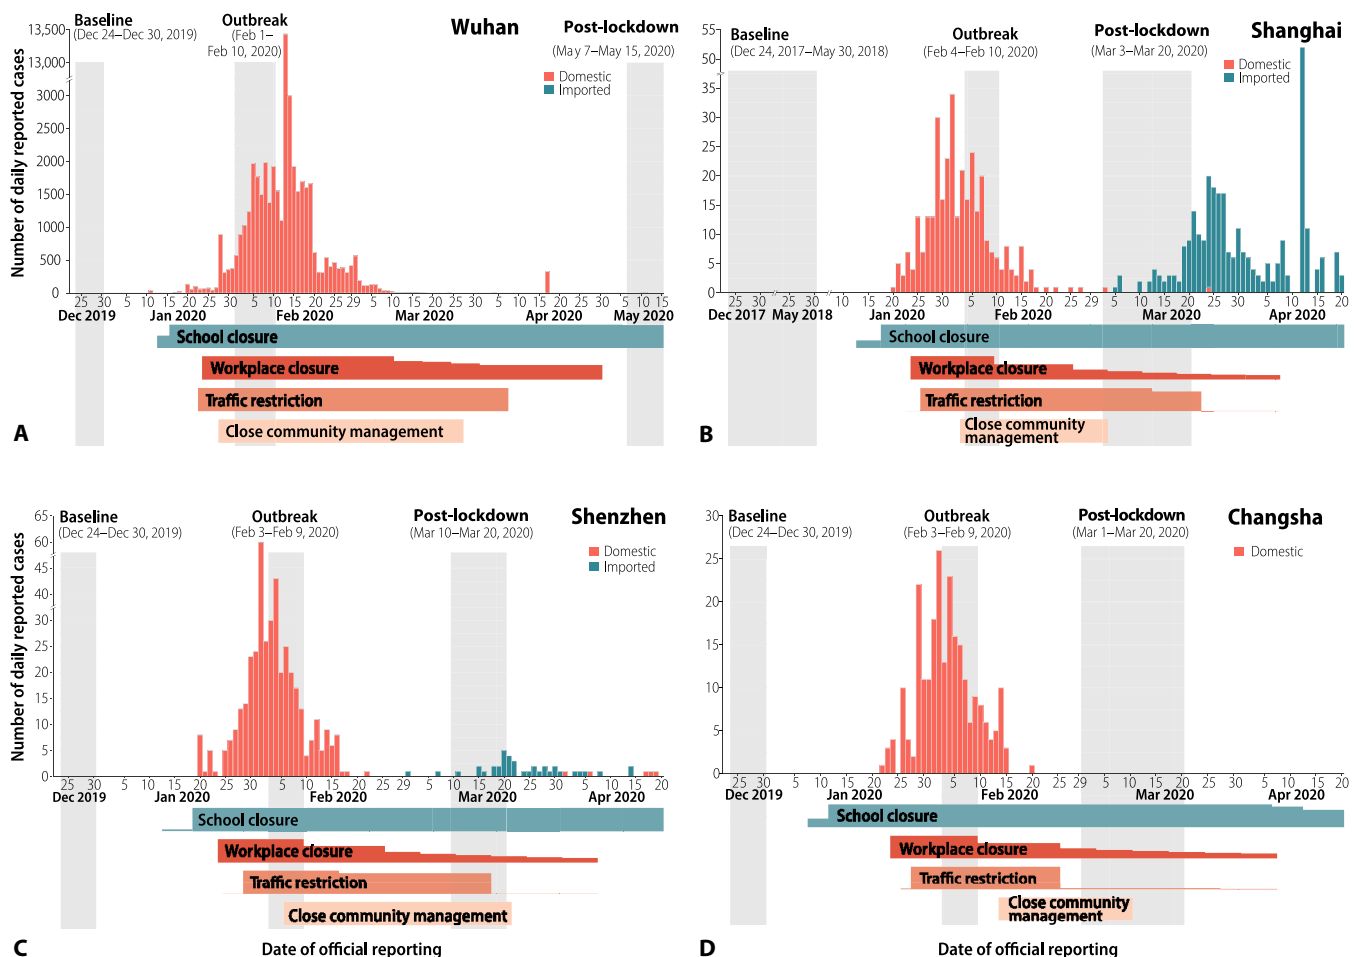 Baseline
(Dec 24–Dec 30, 2019)
Outbreak
(Feb 1–
Feb 10, 2020)
Wuhan
Post-lockdown
(May 7–May 15, 2020)
Domestic
Imported
Number of daily reported cases
13,500
13,000
3000
2500
2000
1500
1000
500
0
25 30 5 10 15 20 25 30 5 10 15 20 25 29 5 10 15 20 25 30 5 10 15 20 25 30 5 10 15
Dec 2019 Jan 2020 Feb 2020 Mar 2020 Apr 2020 May 2020
School closure
Workplace closure
Traffic restriction
Close community management
A
Baseline
(Dec 24, 2017–May 30, 2018)
Outbreak
(Feb 4–Feb 10, 2020)
Post-lockdown
(Mar 3–Mar 20, 2020)
Shanghai
Domestic
Imported
55
50
35
30
25
20
15
10
5
0
25 30 25 30 10 15 20 25 30 5 10 15 20 25 29 5 10 15 20 25 30 5 10 15 20
Dec 2017 May 2018 Jan 2020 Feb 2020 Mar 2020 Apr 2020
School closure
Workplace closure
Traffic restriction
Close community
management
B
Baseline
(Dec 24–Dec 30, 2019)
Outbreak
(Feb 3–Feb 9, 2020)
Post-lockdown
(Mar 10–Mar 20, 2020)
Shenzhen
Domestic
Imported
Number of daily reported cases
65
60
45
40
30
25
20
15
10
5
0
25 30 5 10 15 20 25 30 5 10 15 20 25 29 5 10 15 20 25 30 5 10 15 20
Dec 2019 Jan 2020 Feb 2020 Mar 2020 Apr 2020
School closure
Workplace closure
Traffic restriction
Close community management
C
Date of official reporting
Baseline
(Dec 24–Dec 30, 2019)
Outbreak
(Feb 3–Feb 9, 2020)
Post-lockdown
(Mar 1–Mar 20, 2020)
Changsha
Domestic
30
25
20
15
10
5
0
25 30 5 10 15 20 25 30 5 10 15 20 25 29 5 10 15 20 25 30 5 10 15 20
Dec 2019 Jan 2020 Feb 2020 Mar 2020 Apr 2020
School closure
Workplace closure
Traffic restriction
Close community
management
D
Date of official reporting